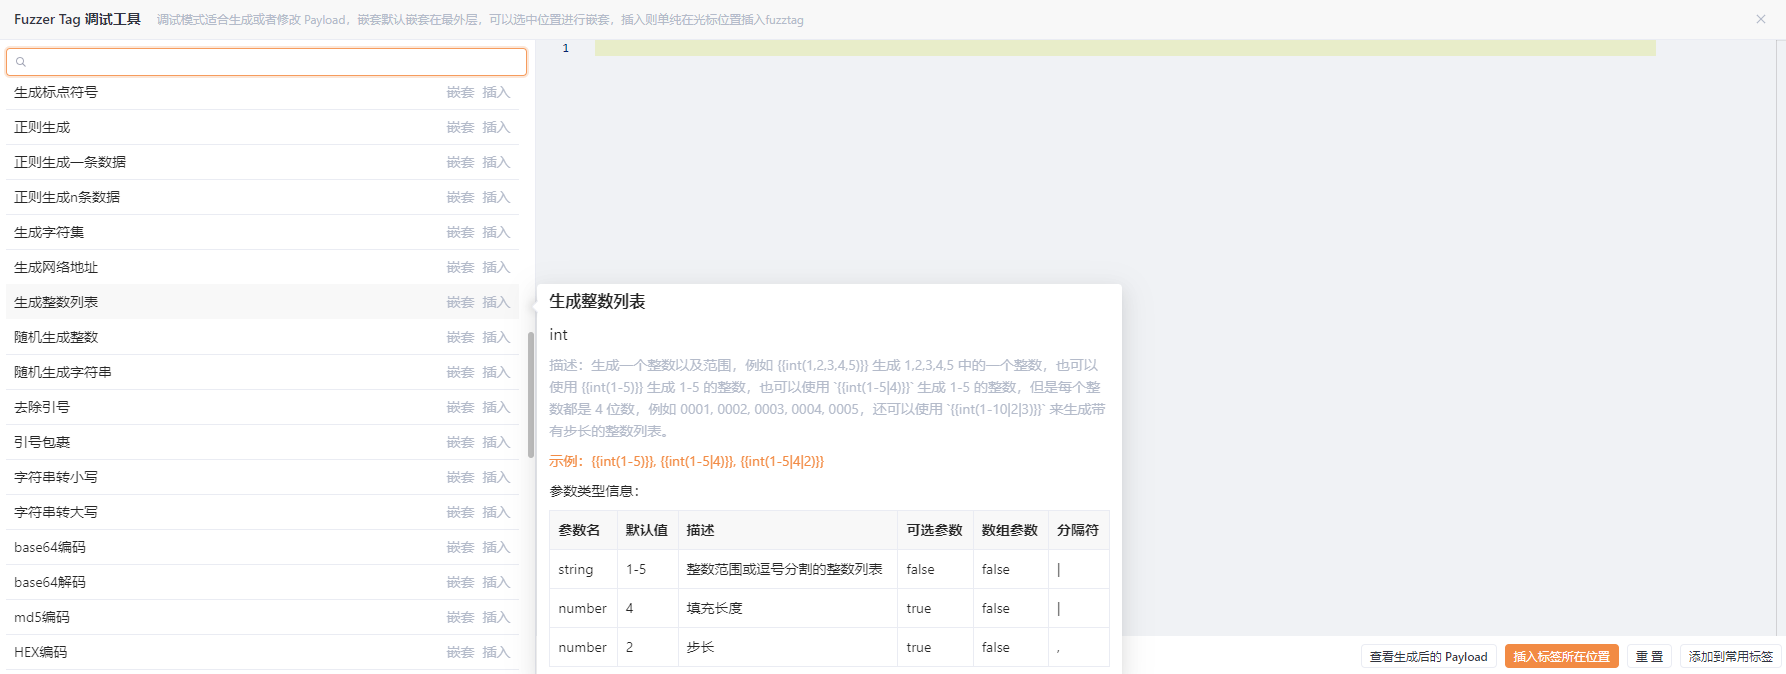 Fuzzer Tag 调试工具 调试模式适合生成或者修改 Payload，嵌套默认嵌套在最外层，可以选中位置进行嵌套，插入则单纯在光标位置插入fuzztag
1
生成标点符号 嵌套 插入
正则生成 嵌套 插入
正则生成一条数据 嵌套 插入
正则生成n条数据 嵌套 插入
生成字符集 嵌套 插入
生成网络地址 嵌套 插入
生成整数列表 嵌套 插入
随机生成整数 嵌套 插入
随机生成字符串 嵌套 插入
去除引号 嵌套 插入
引号包裹 嵌套 插入
字符串转小写 嵌套 插入
字符串转大写 嵌套 插入
base64编码 嵌套 插入
base64解码 嵌套 插入
md5编码 嵌套 插入
HEX编码 嵌套 插入
生成整数列表
int
描述：生成一个整数以及范围，例如 {{int(1,2,3,4,5)}} 生成 1,2,3,4,5 中的一个整数，也可以
使用 {{int(1-5)}} 生成 1-5 的整数，也可以使用 `{{int(1-5|4)}}` 生成 1-5 的整数，但是每个整
数都是 4 位数，例如 0001, 0002, 0003, 0004, 0005，还可以使用 `{{int(1-10|2|3)}}` 来生成带
有步长的整数列表。
示例：{{int(1-5)}}, {{int(1-5|4)}}, {{int(1-5|4|2)}}
参数类型信息：
参数名 默认值 描述 可选参数 数组参数 分隔符
string 1-5 整数范围或逗号分割的整数列表 false false |
number 4 填充长度 true false |
number 2 步长 true false ,
查看生成后的 Payload 插入标签所在位置 重 置 添加到常用标签